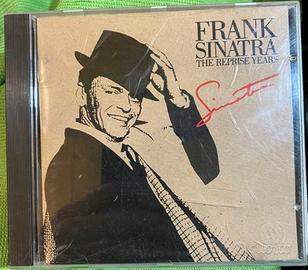 FRANK
SINATRA
THE REPRISE YEARS
Sinatra